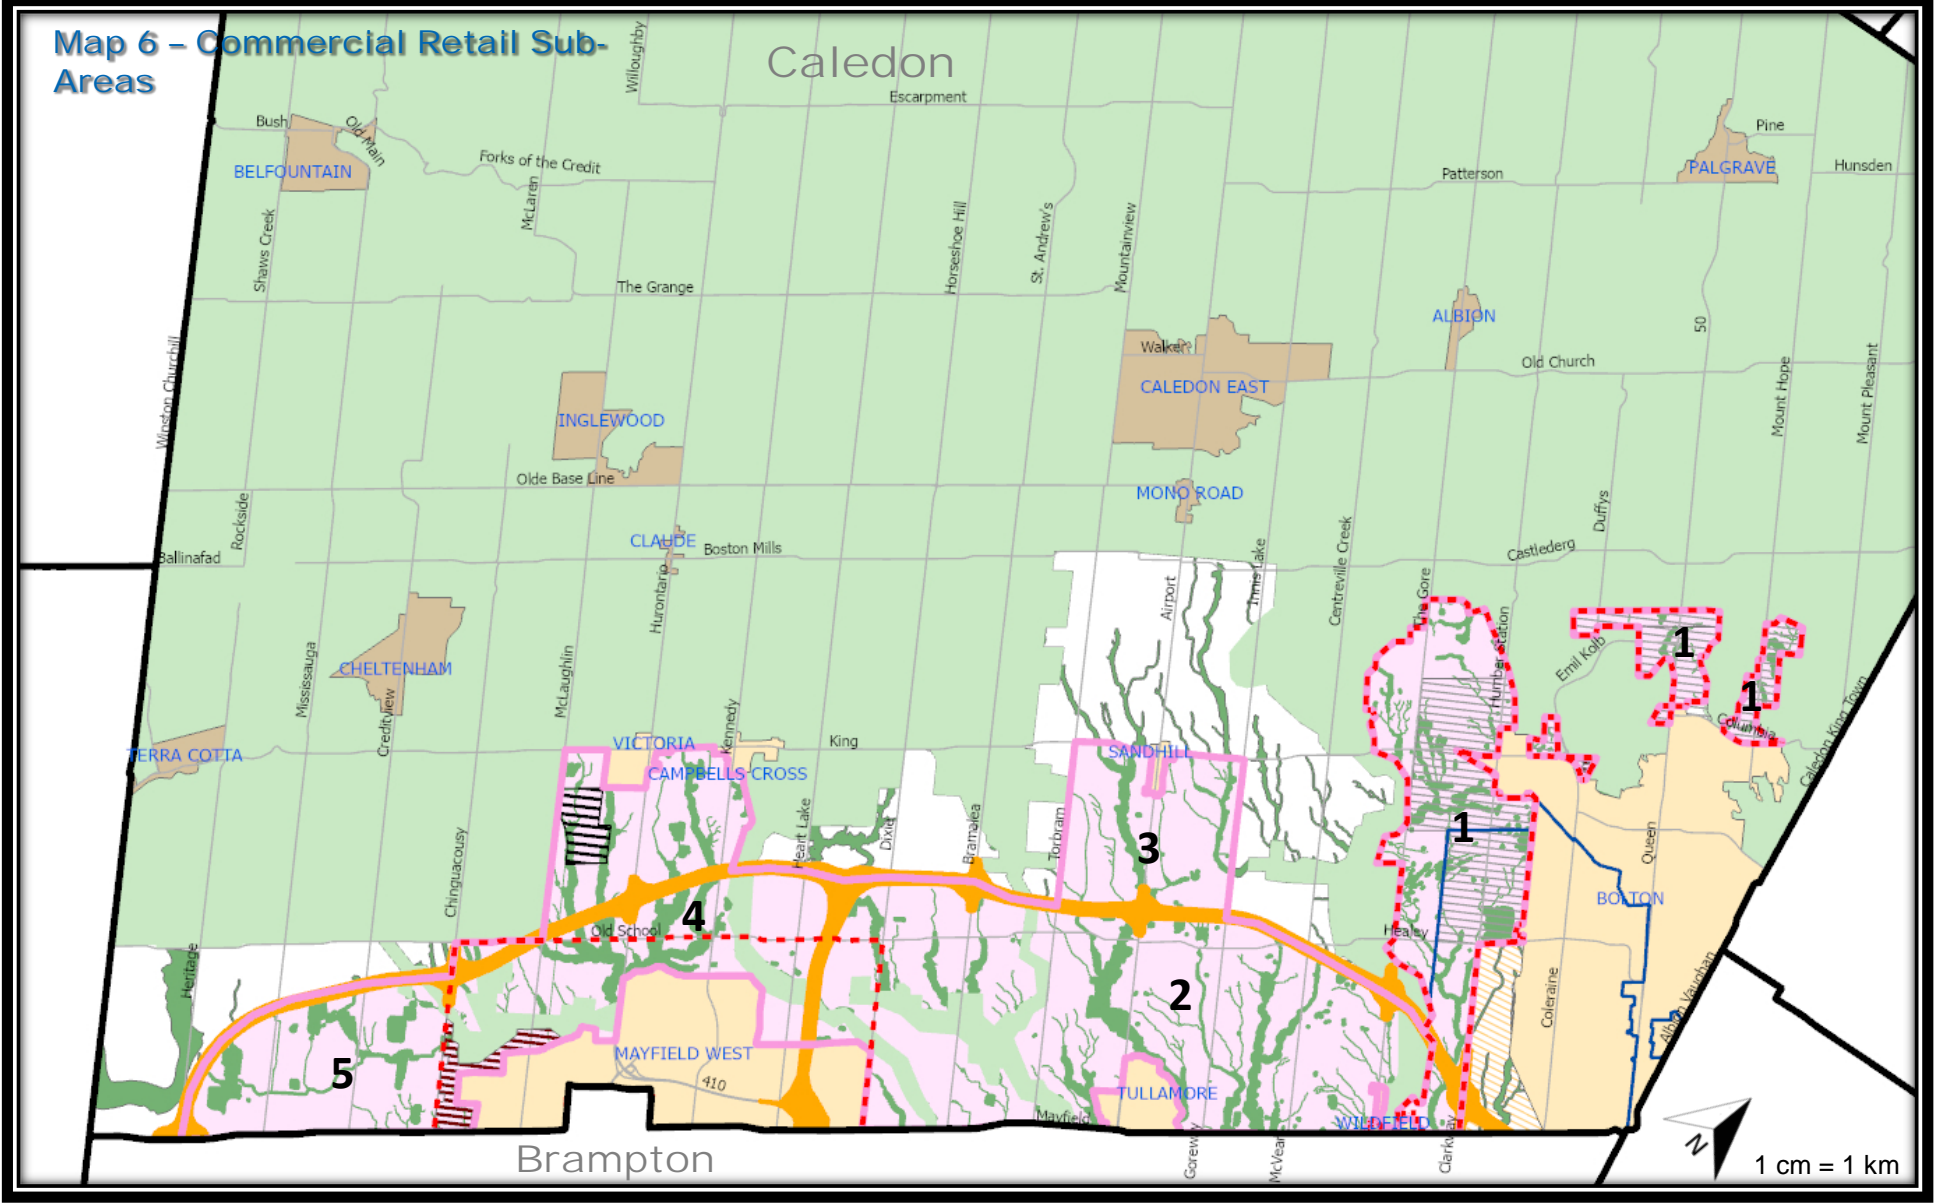 Map 6 – Commercial Retail Sub-
Areas
Caledon
Willoughby
Escarpment
Bush
Old Main
BELFOUNTAIN
Forks of the Credit
McLaren
Pine
PALGRAVE
Hunsden
Patterson
Shaws Creek
Horseshoe Hill
St. Andrew's
Mountainview
The Grange
ALBION
50
Winston Churchill
Walker
CALEDON EAST
Old Church
Mount Hope
Mount Pleasant
INGLEWOOD
Olde Base Line
MONO ROAD
Rockside
Duffys
CLAUDE
Boston Mills
Ballinafad
Castlederg
Hurontario
Airport
Innis Lake
Centreville Creek
The Gore
Humber Station
Emil Kolb
1
1
Columbia
Caledon King Town
CHELTENHAM
Mississauga
Creditview
McLaughlin
Kennedy
TERRA COTTA
VICTORIA
King
CAMPBELLS CROSS
SANDHILL
Chinguacousy
Heart Lake
Dixie
Bramalea
Torbram
3
1
Queen
BOLTON
4
Old School
Healey
Heritage
Coleraine
Albion Vaughan
2
5
MAYFIELD WEST
410
TULLAMORE
Mayfield
WILDFIELD
Goreway
McVean
Clarkway
Brampton
N
1 cm = 1 km